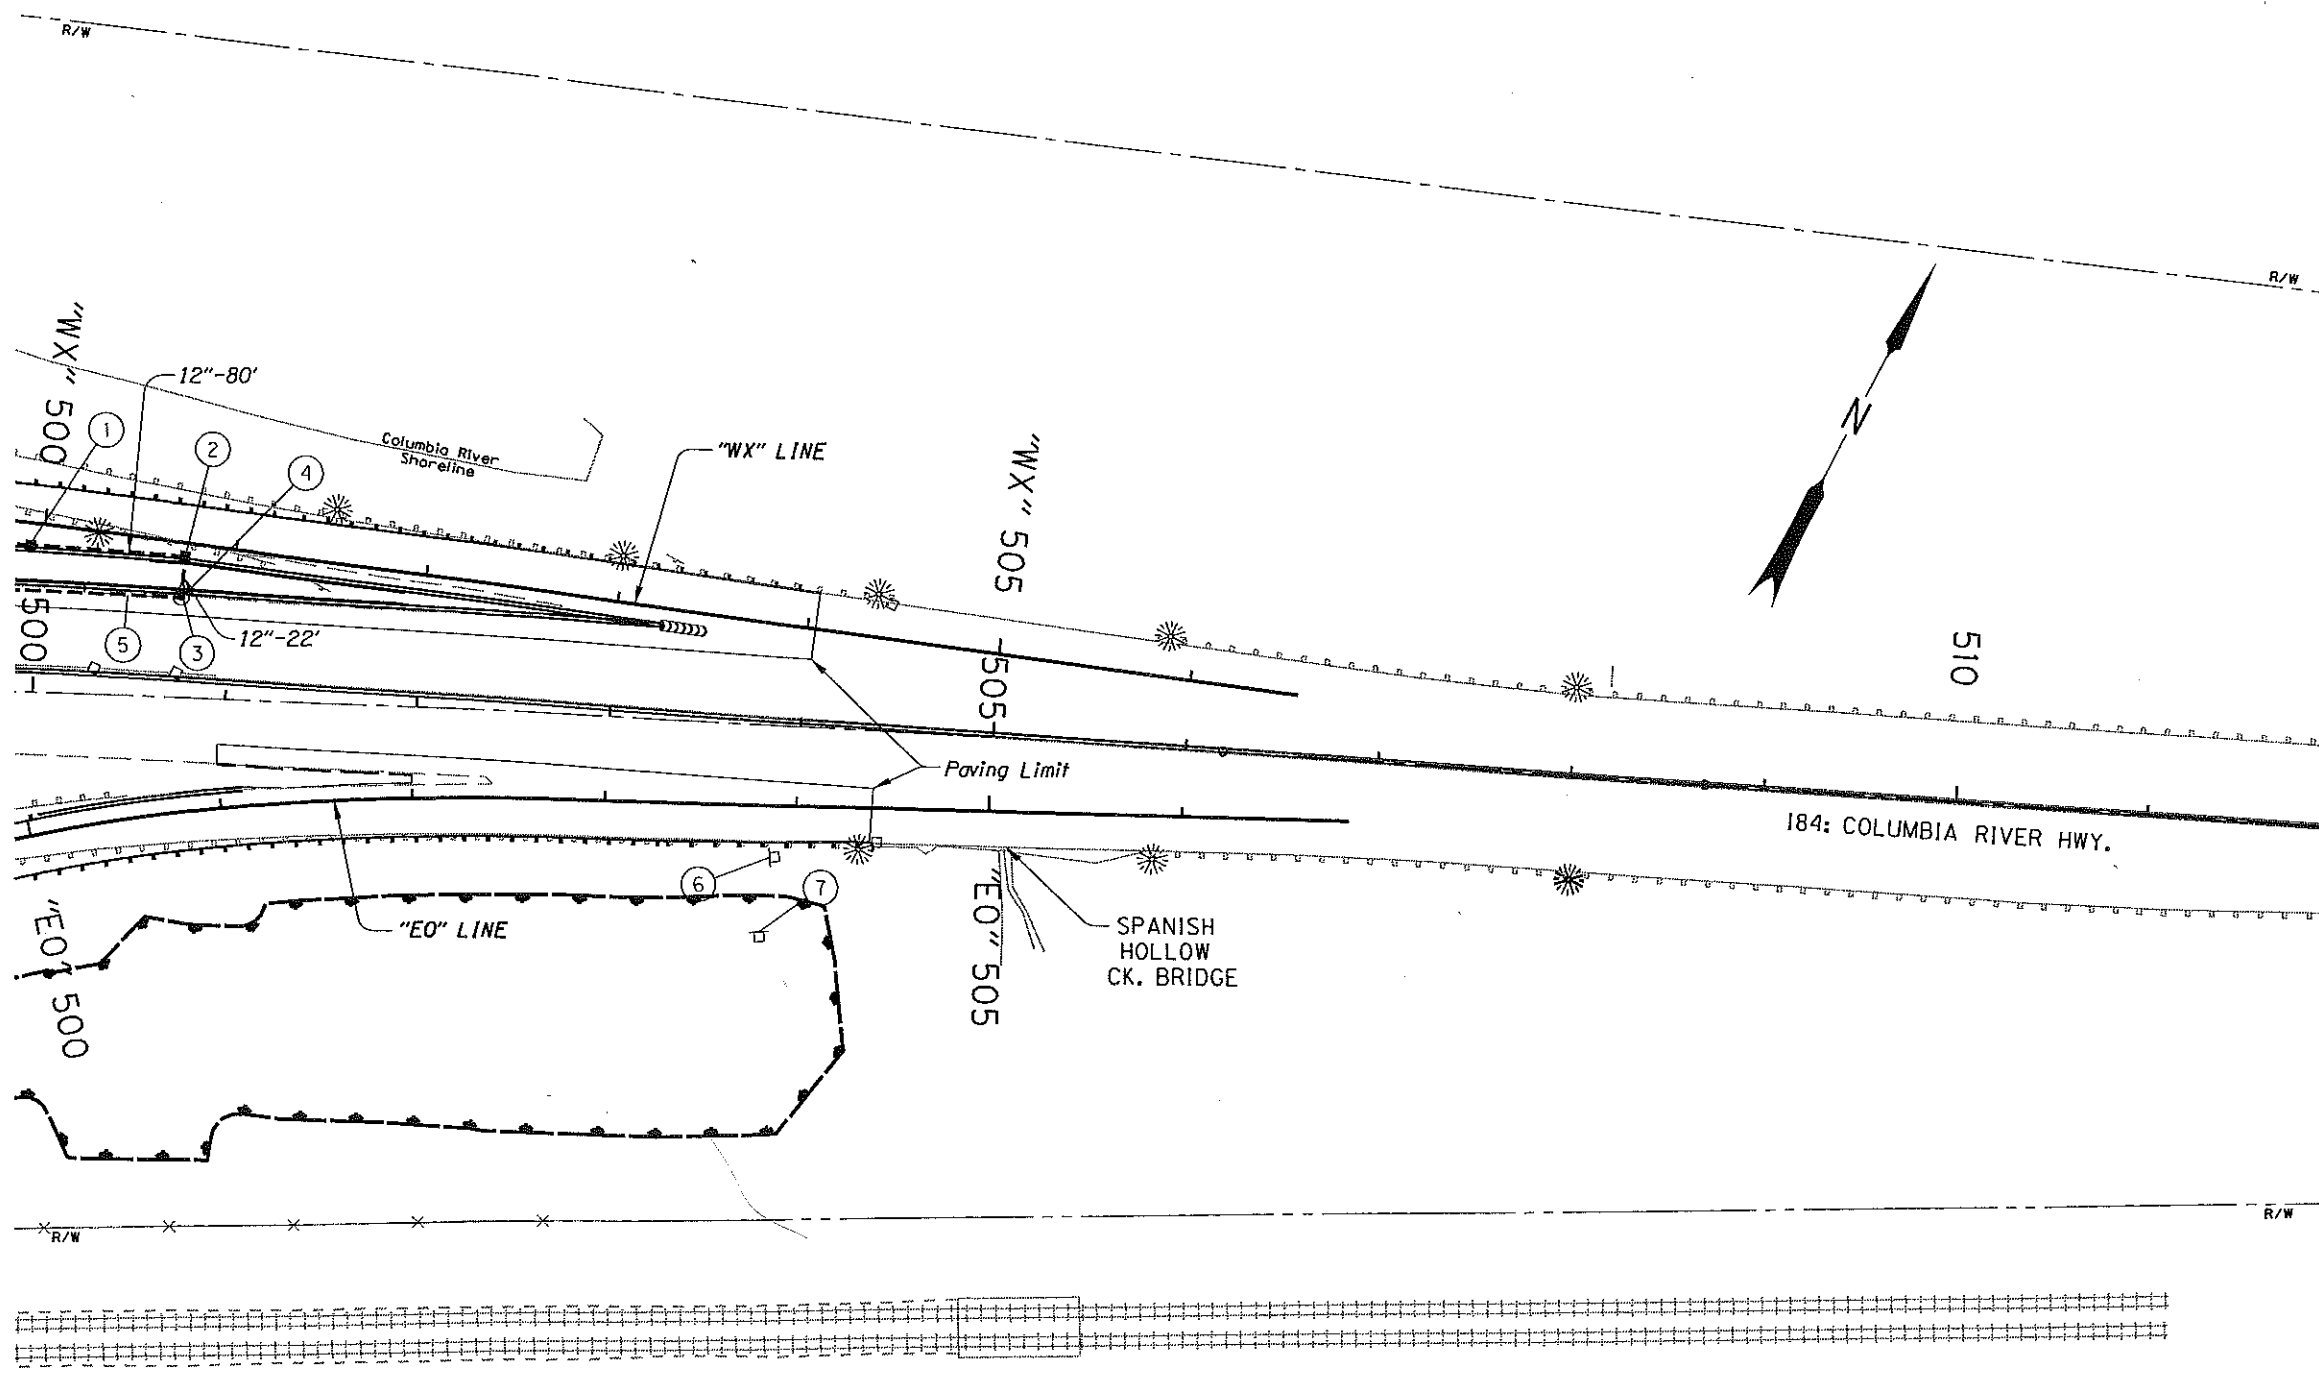 R/W
R/W
"WX" 500
12"-80'
1
2
4
Columbia River
Shoreline
"WX" LINE
"WX" 505
N
500
5
3
12"-22'
505
510
Paving Limit
I84: COLUMBIA RIVER HWY.
6
7
"EO" LINE
"EO" 500
"EO" 505
SPANISH
HOLLOW
CK. BRIDGE
R/W
R/W